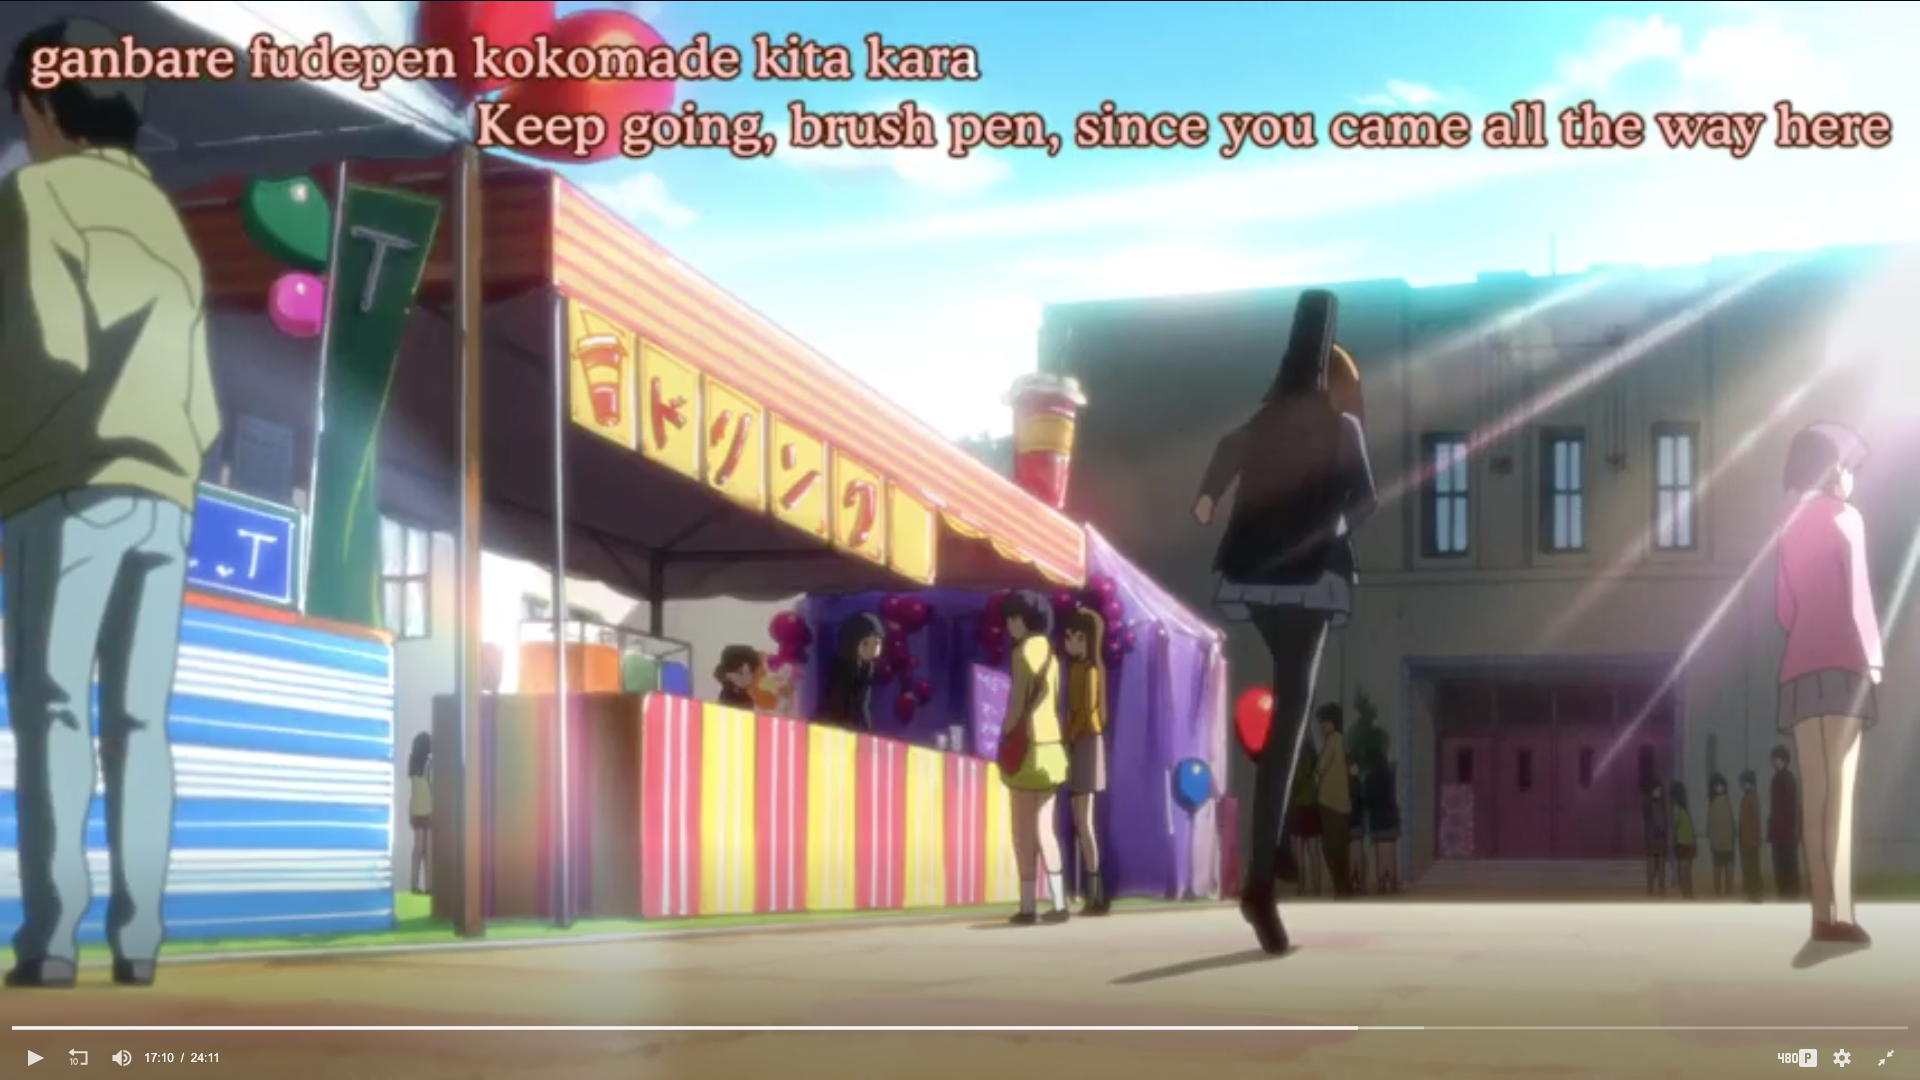 ganbare fudepen kokomade kita kara
Keep going, brush pen, since you came all the way here
T
ドリンク
T
17:10 / 24:11
10
480P